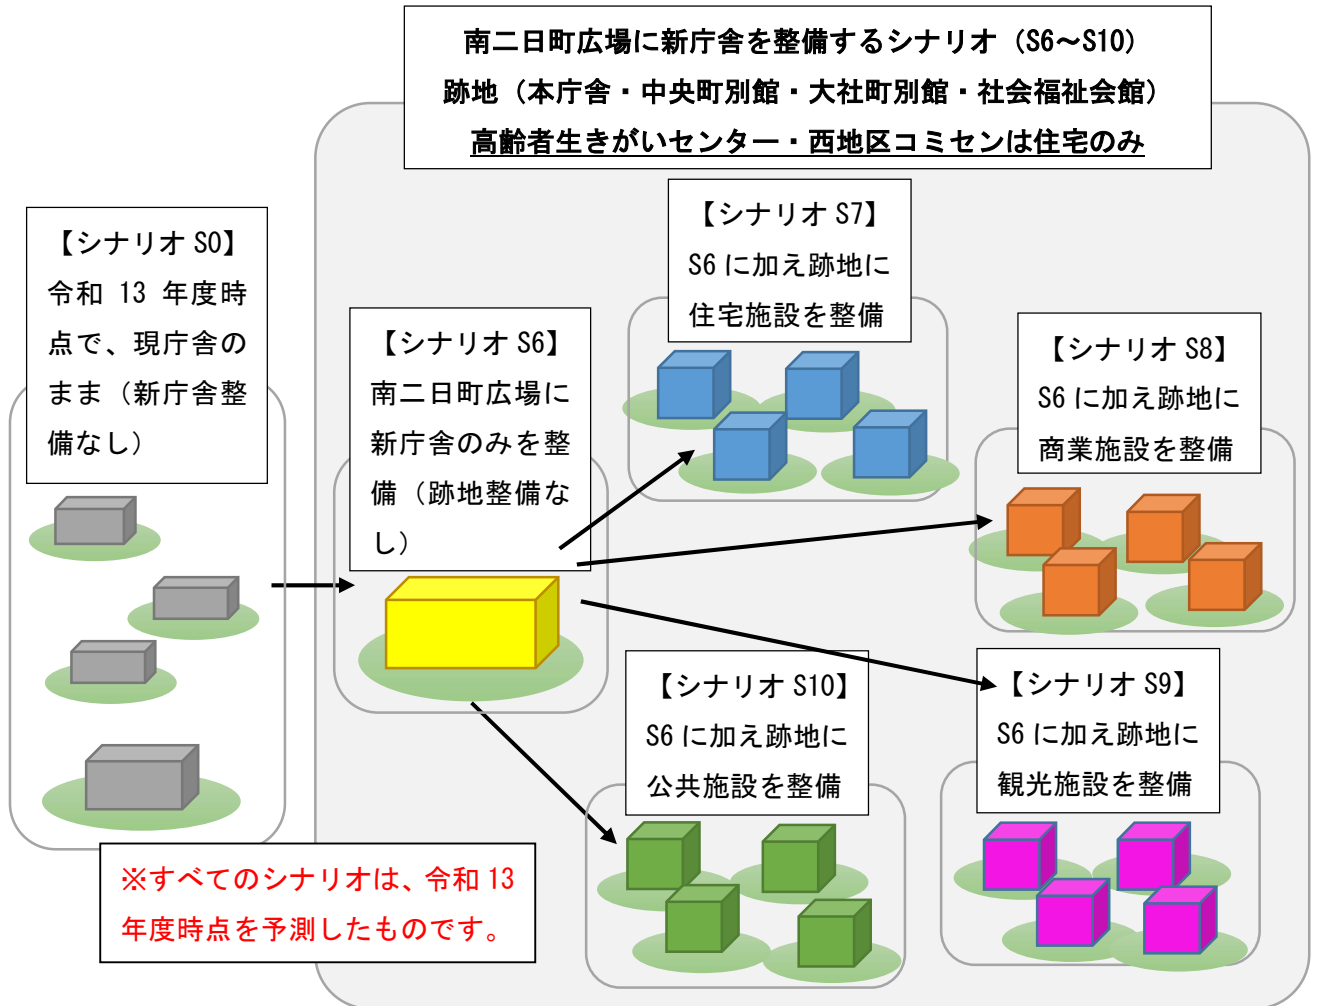 南二日町広場に新庁舎を整備するシナリオ（S6～S10）
跡地（本庁舎・中央町別館・大社町別館・社会福祉会館）
高齢者生きがいセンター・西地区コミセンは住宅のみ
【シナリオ S0】
令和 13 年度時
点で、現庁舎の
まま（新庁舎整
備なし）
【シナリオ S6】
南二日町広場に
新庁舎のみを整
備（跡地整備な
し）
【シナリオ S7】
S6 に加え跡地に
住宅施設を整備
【シナリオ S8】
S6 に加え跡地に
商業施設を整備
【シナリオ S10】
S6 に加え跡地に
公共施設を整備
【シナリオ S9】
S6 に加え跡地に
観光施設を整備
※すべてのシナリオは、令和 13
年度時点を予測したものです。